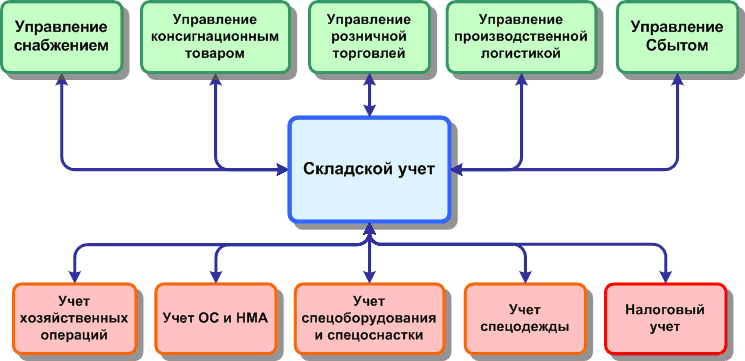 Управление
снабжением
Управление
консигнационным
товаром
Управление
розничной
торговлей
Управление
производственной
логистикой
Управление
Сбытом
Складской учет
Учет
хозяйственных
операций
Учет ОС и НМА
Учет
спецоборудования
и спецоснастки
Учет
спецодежды
Налоговый
учет